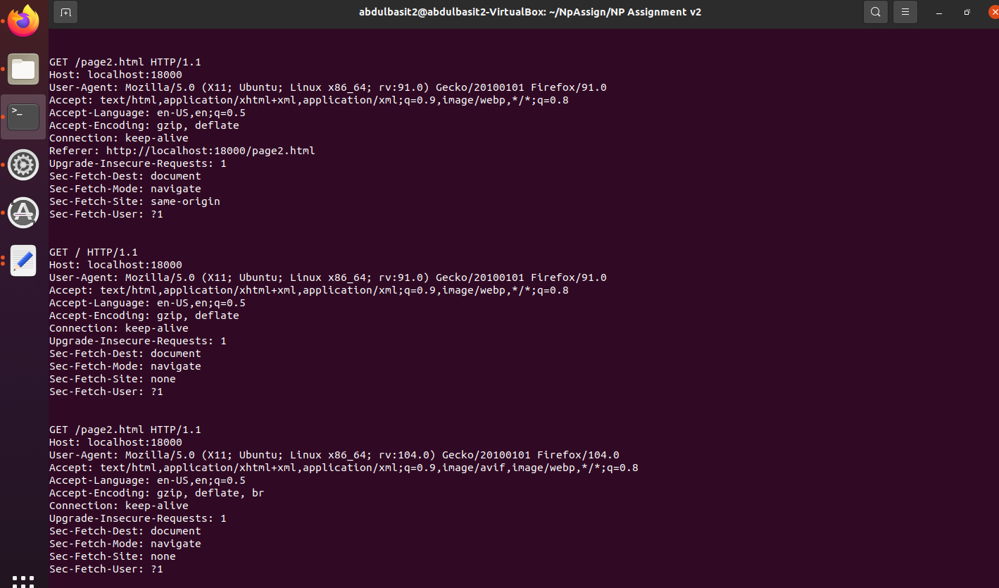 abdulbasit2@abdulbasit2-VirtualBox: ~/NpAssign/NP Assignment v2
GET /page2.html HTTP/1.1
Host: localhost:18000
User-Agent: Mozilla/5.0 (X11; Ubuntu; Linux x86_64; rv:91.0) Gecko/20100101 Firefox/91.0
Accept: text/html,application/xhtml+xml,application/xml;q=0.9,image/webp,*/*;q=0.8
Accept-Language: en-US,en;q=0.5
Accept-Encoding: gzip, deflate
Connection: keep-alive
Referer: http://localhost:18000/page2.html
Upgrade-Insecure-Requests: 1
Sec-Fetch-Dest: document
Sec-Fetch-Mode: navigate
Sec-Fetch-Site: same-origin
Sec-Fetch-User: ?1
GET / HTTP/1.1
Host: localhost:18000
User-Agent: Mozilla/5.0 (X11; Ubuntu; Linux x86_64; rv:91.0) Gecko/20100101 Firefox/91.0
Accept: text/html,application/xhtml+xml,application/xml;q=0.9,image/webp,*/*;q=0.8
Accept-Language: en-US,en;q=0.5
Accept-Encoding: gzip, deflate
Connection: keep-alive
Upgrade-Insecure-Requests: 1
Sec-Fetch-Dest: document
Sec-Fetch-Mode: navigate
Sec-Fetch-Site: none
Sec-Fetch-User: ?1
GET /page2.html HTTP/1.1
Host: localhost:18000
User-Agent: Mozilla/5.0 (X11; Ubuntu; Linux x86_64; rv:104.0) Gecko/20100101 Firefox/104.0
Accept: text/html,application/xhtml+xml,application/xml;q=0.9,image/avif,image/webp,*/*;q=0.8
Accept-Language: en-US,en;q=0.5
Accept-Encoding: gzip, deflate, br
Connection: keep-alive
Upgrade-Insecure-Requests: 1
Sec-Fetch-Dest: document
Sec-Fetch-Mode: navigate
Sec-Fetch-Site: none
Sec-Fetch-User: ?1